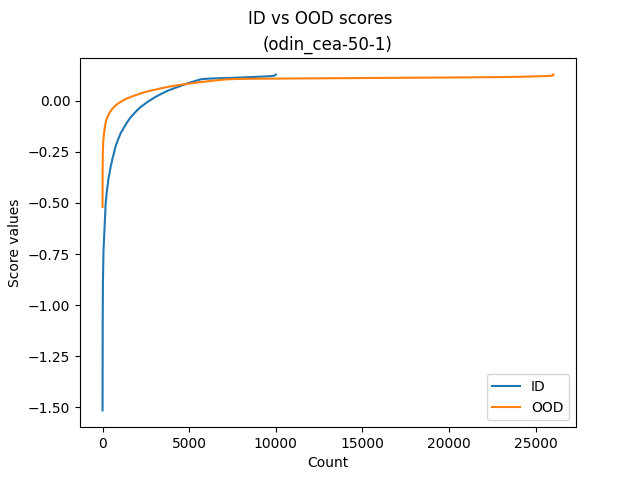 ID vs OOD scores
(odin_cea-50-1)
Score values
0.00
−0.25
−0.50
−0.75
−1.00
−1.25
−1.50
0
5000
10000
15000
20000
25000
Count
ID
OOD